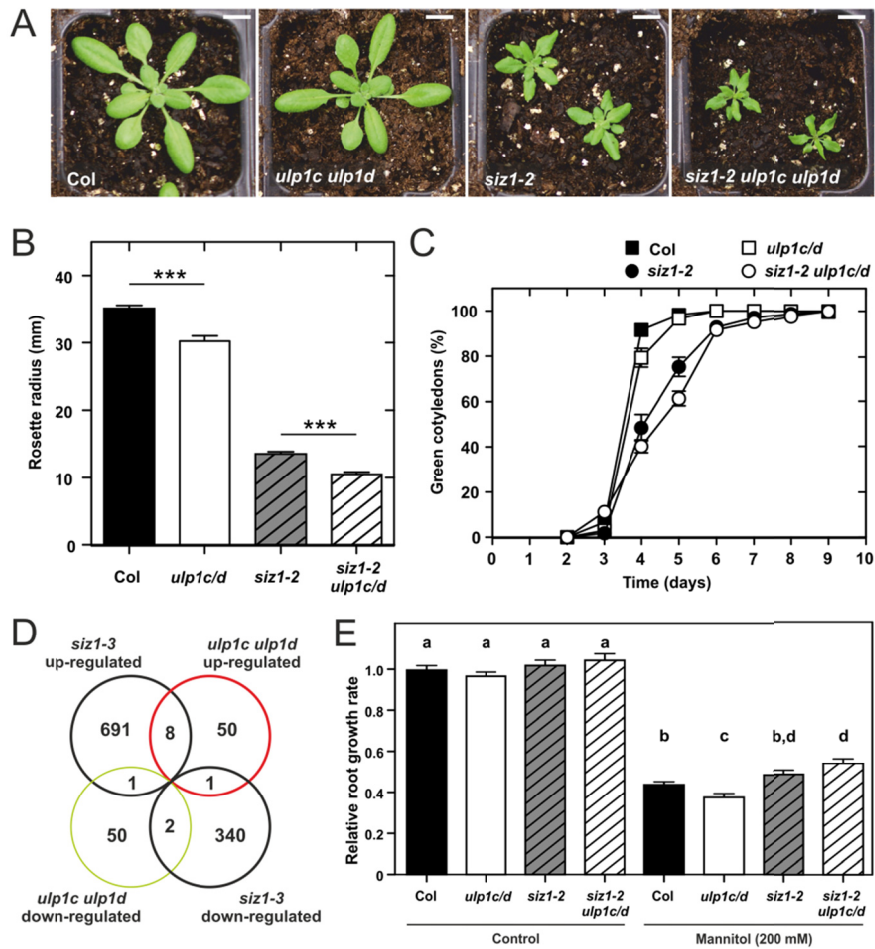 A
Col
ulp1c ulp1d
siz1-2
siz1-2 ulp1c ulp1d
B
Rosette radius (mm)
40
30
20
10
0
***
***
Col
ulp1c/d
siz1-2
siz1-2
ulp1c/d
C
Col
ulp1c/d
siz1-2
siz1-2 ulp1c/d
Green cotyledons (%)
100
80
60
40
20
0
0 1 2 3 4 5 6 7 8 9 10
Time (days)
D
siz1-3
up-regulated
ulp1c ulp1d
up-regulated
691
8
50
1
1
50
2
340
ulp1c ulp1d
down-regulated
siz1-3
down-regulated
E
Relative root growth rate
1.0
0.8
0.6
0.4
0.2
0
a a a a
b c b,d d
Col
ulp1c/d
siz1-2
siz1-2
ulp1c/d
Col
ulp1c/d
siz1-2
siz1-2
ulp1c/d
Control
Mannitol (200 mM)